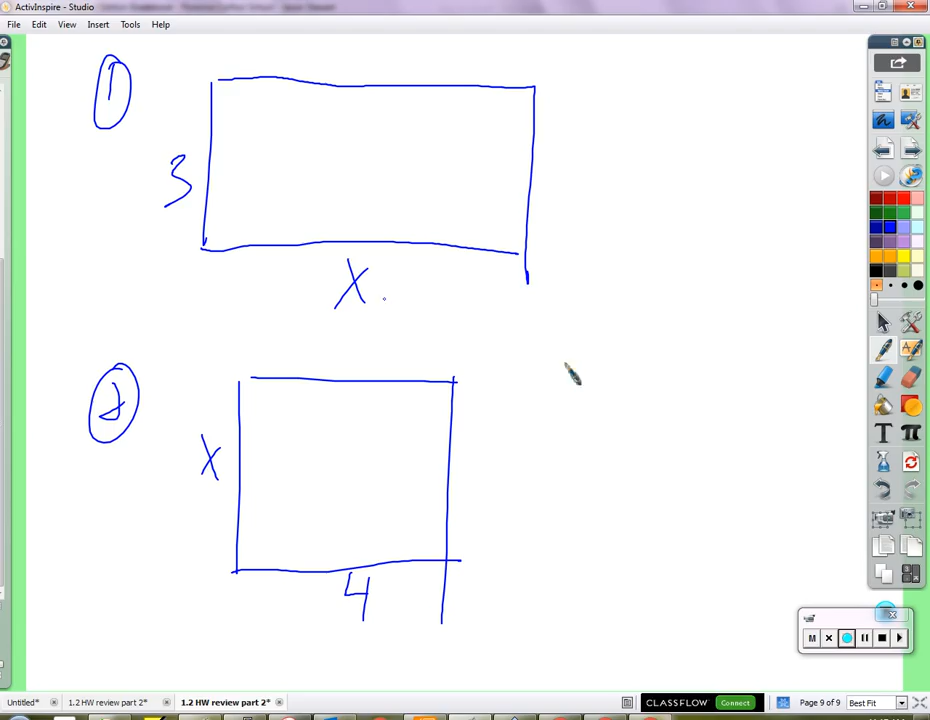 ActivInspire - Studio
File Edit View Insert Tools Help
1
3
X
2
X
4
M
Untitled* 1.2 HW review part 2* 1.2 HW review part 2* CLASSFLOW Connect Page 9 of 9 Best Fit